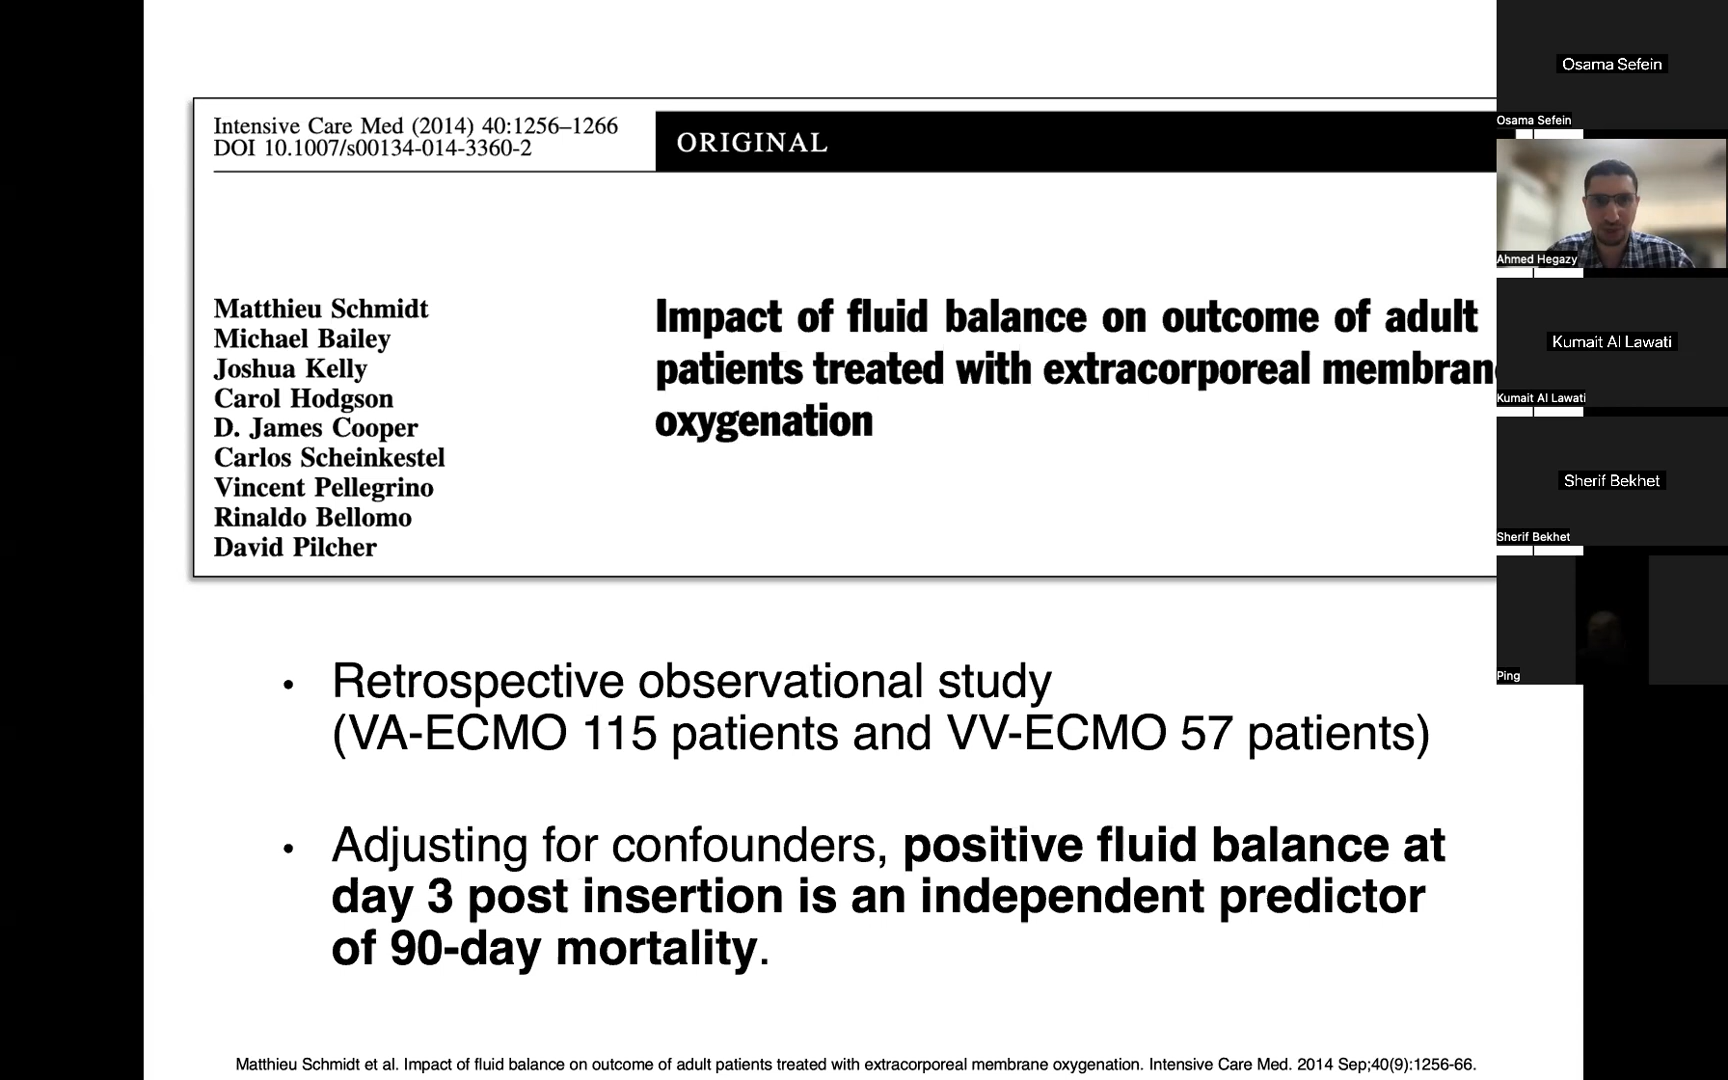 Intensive Care Med (2014) 40:1256–1266
DOI 10.1007/s00134-014-3360-2
ORIGINAL
Matthieu Schmidt
Michael Bailey
Joshua Kelly
Carol Hodgson
D. James Cooper
Carlos Scheinkestel
Vincent Pellegrino
Rinaldo Bellomo
David Pilcher
Impact of fluid balance on outcome of adult
patients treated with extracorporeal membran
oxygenation
• Retrospective observational study
(VA-ECMO 115 patients and VV-ECMO 57 patients)
• Adjusting for confounders, positive fluid balance at
day 3 post insertion is an independent predictor
of 90-day mortality.
Matthieu Schmidt et al. Impact of fluid balance on outcome of adult patients treated with extracorporeal membrane oxygenation. Intensive Care Med. 2014 Sep;40(9):1256-66.
Osama Sefein
Osama Sefein
Ahmed Hegazy
Kumait Al Lawati
Kumait Al Lawati
Sherif Bekhet
Sherif Bekhet
Ping